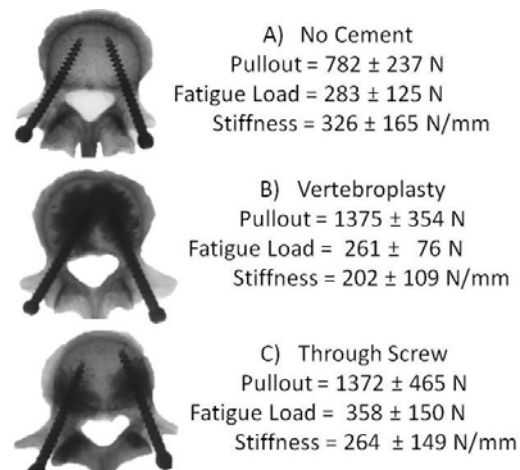 A) No Cement
Pullout = 782 ± 237 N
Fatigue Load = 283 ± 125 N
Stiffness = 326 ± 165 N/mm
B) Vertebroplasty
Pullout = 1375 ± 354 N
Fatigue Load = 261 ± 76 N
Stiffness = 202 ± 109 N/mm
C) Through Screw
Pullout = 1372 ± 465 N
Fatigue Load = 358 ± 150 N
Stiffness = 264 ± 149 N/mm